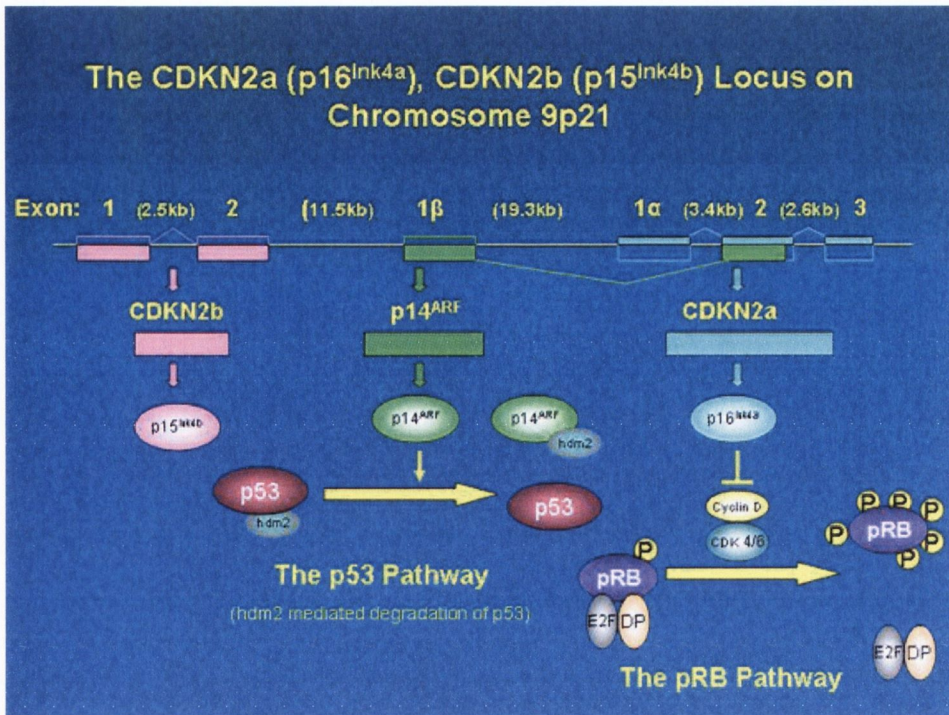 The CDKN2a (p16Ink4a), CDKN2b (p15Ink4b) Locus on
Chromosome 9p21
Exon: 1 (2.5kb) 2 (11.5kb) 1β (19.3kb) 1α (3.4kb) 2 (2.6kb) 3
CDKN2b p14ARF CDKN2a
p15Ink4b p14ARF p14ARF hdm2 p16Ink4a
p53 hdm2 p53
Cyclin D
CDK 4/6
P pRB E2F DP
P P P P P P pRB
The p53 Pathway
(hdm2 mediated degradation of p53)
E2F DP
The pRB Pathway